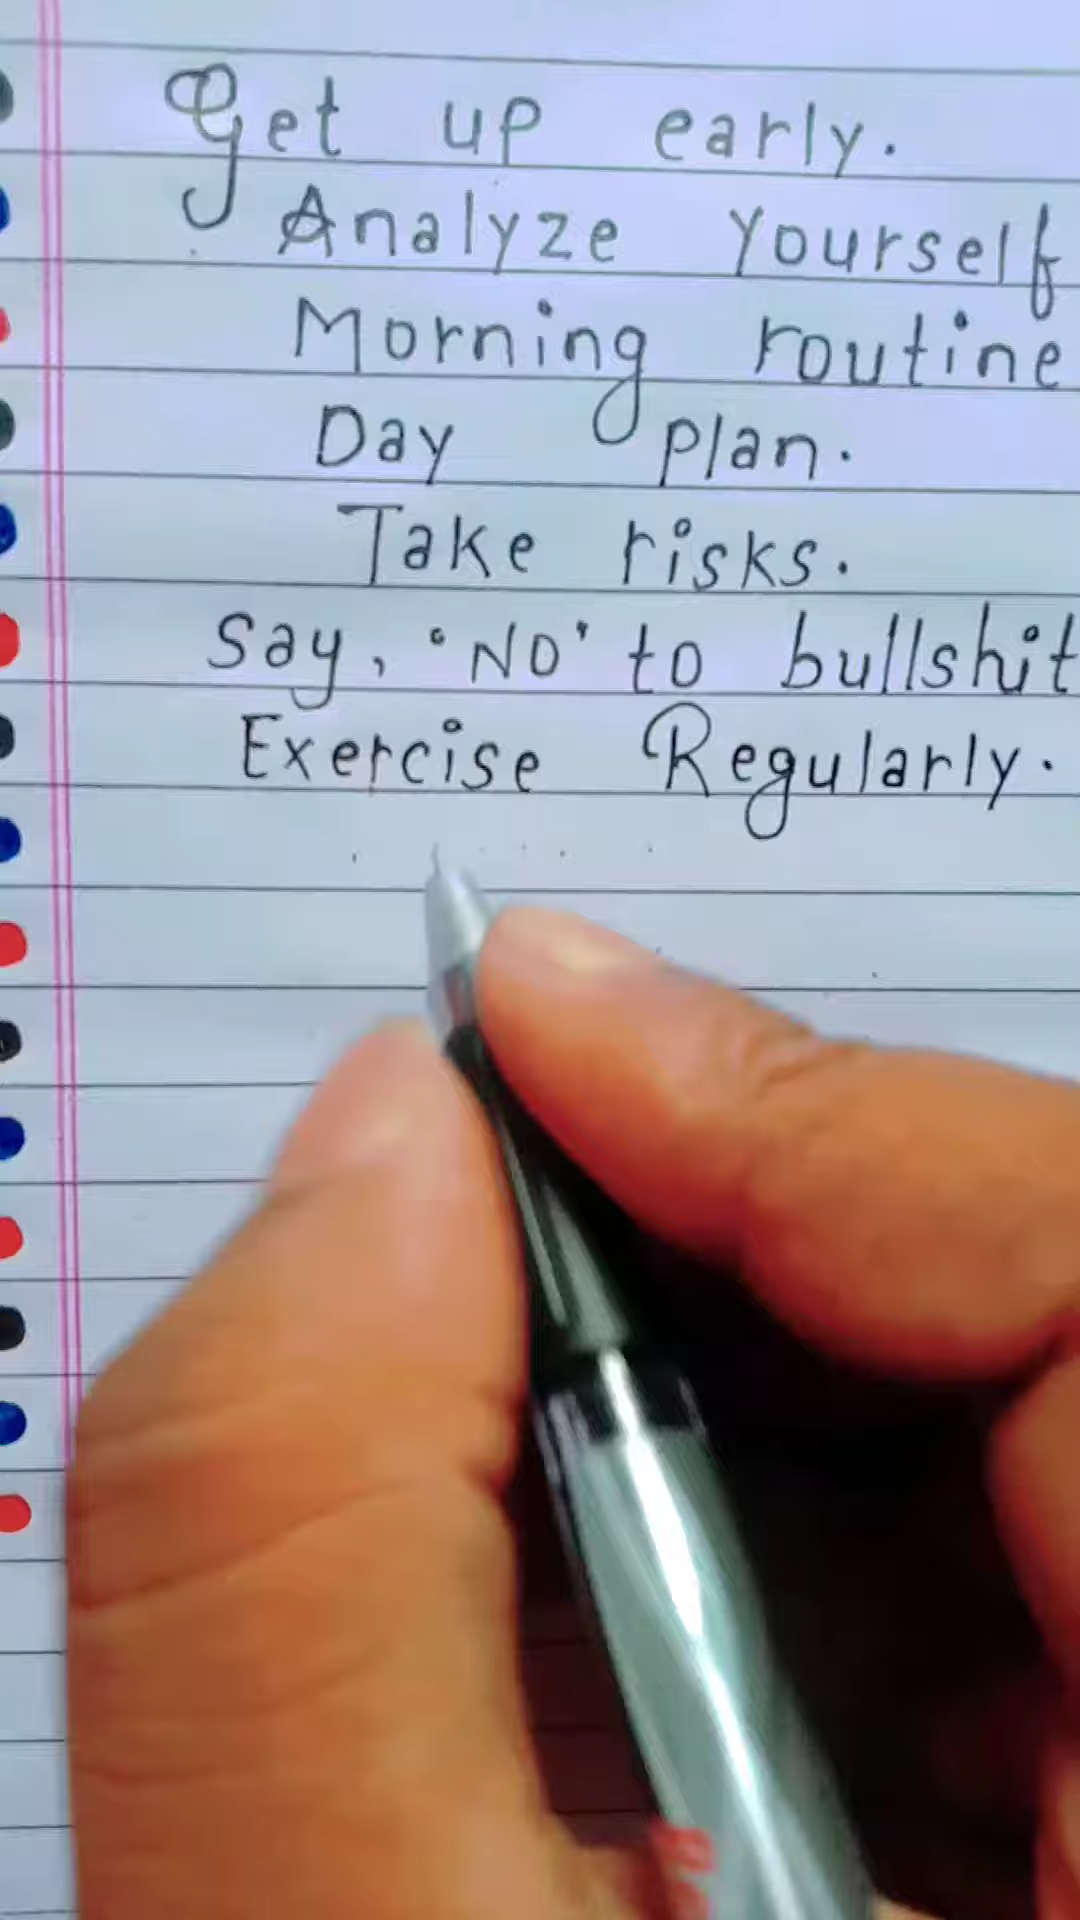 Get up early.
Analyze yourself
Morning routine
Day plan.
Take risks.
Say, 'NO' to bullshit
Exercise Regularly.